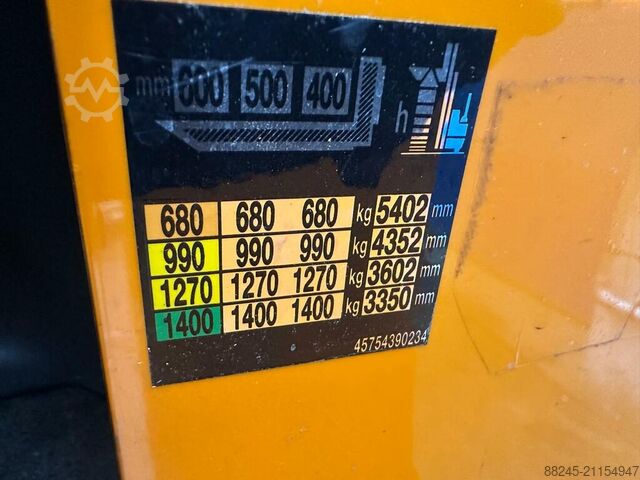 mm 600 500 400
h
680 680 680 kg 5402 mm
990 990 990 kg 4352 mm
1270 1270 1270 kg 3602 mm
1400 1400 1400 kg 3350 mm
45754390234
88245-21154947